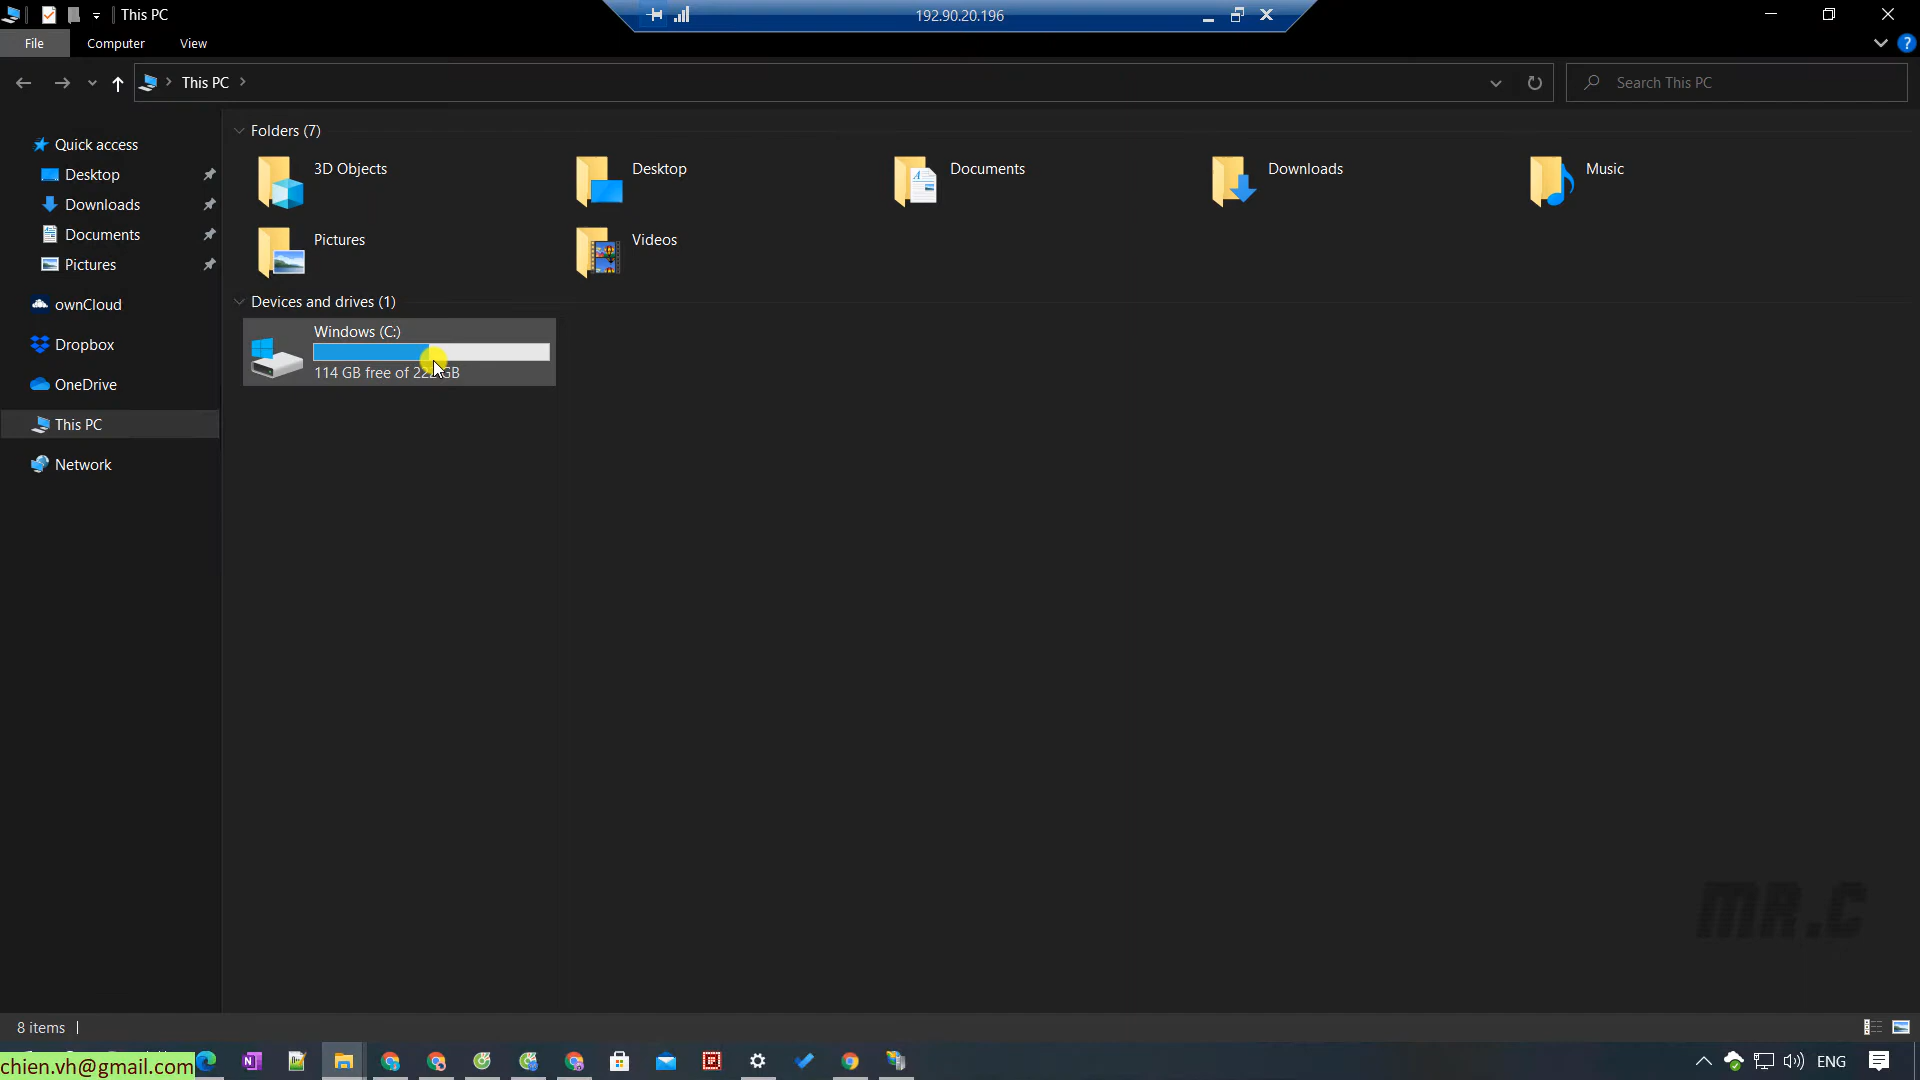 This PC
192.90.20.196
File Computer View
This PC
Search This PC
Quick access
Desktop
Downloads
Documents
Pictures
ownCloud
Dropbox
OneDrive
This PC
Network
Folders (7)
3D Objects
Desktop
Documents
Downloads
Music
Pictures
Videos
Devices and drives (1)
Windows (C:)
114 GB free of GB
MR.C
8 items
chien.vh@gmail.com
ENG